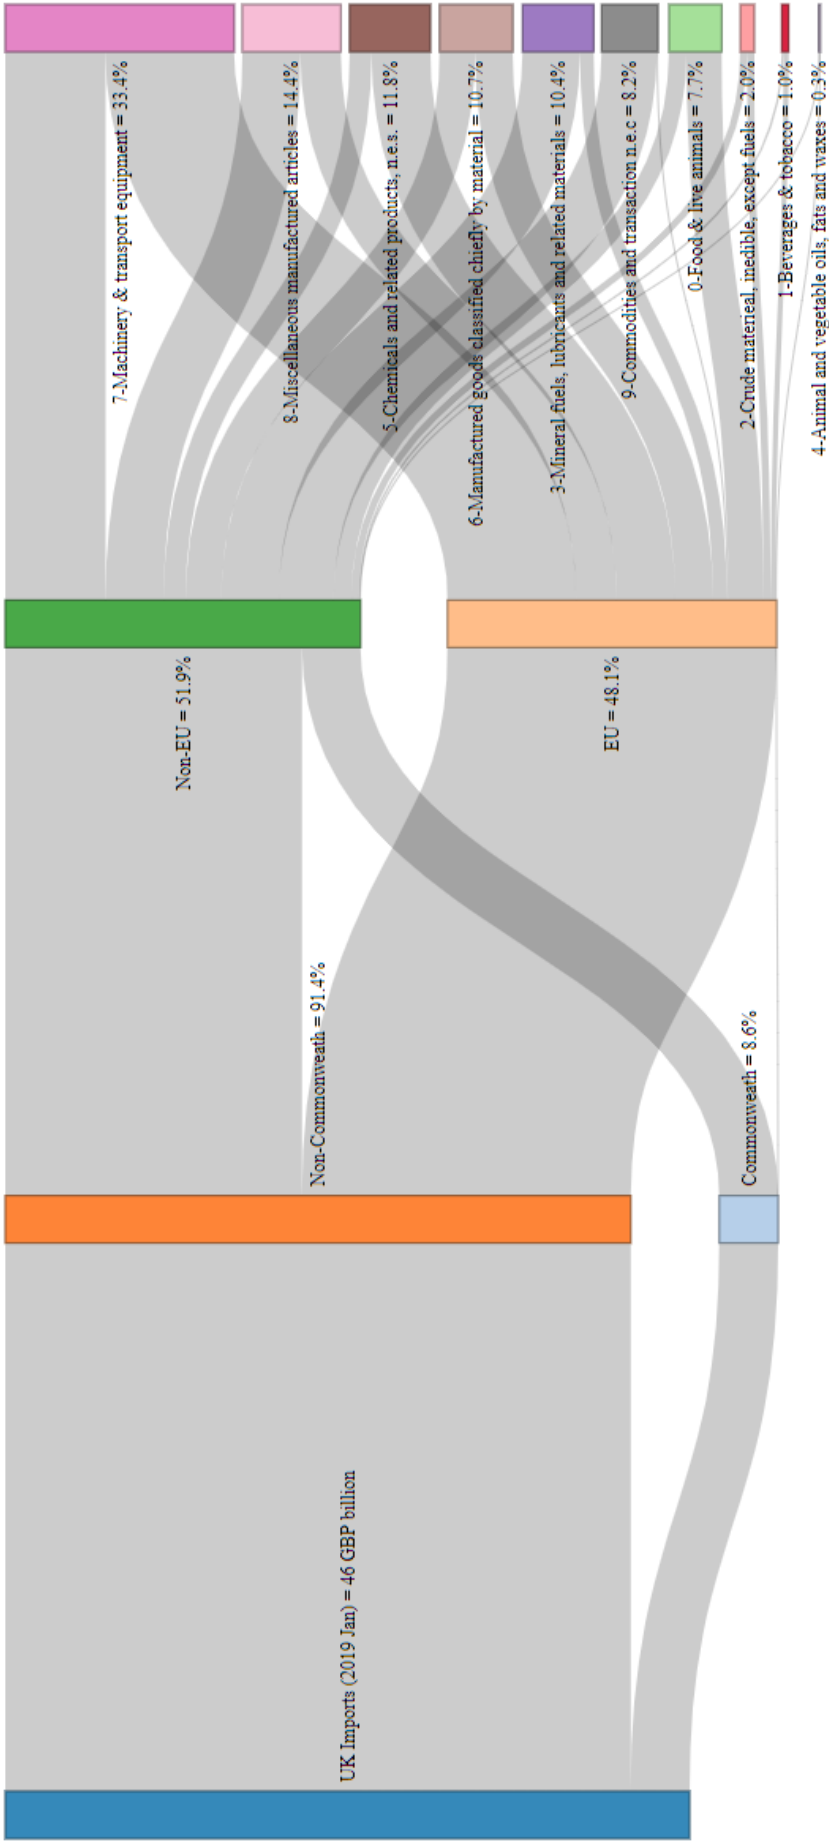 UK Imports (2019 Jan) = 46 GBP billion
Non-Commonweath = 91.4%
Commonweath = 8.6%
Non-EU = 51.9%
EU = 48.1%
7-Machinery & transport equipment = 33.4%
8-Miscellaneous manufactured articles = 14.4%
5-Chemicals and related products, n.e.s. = 11.8%
6-Manufactured goods classified chiefly by material = 10.7%
3-Mineral fuels, lubricants and related materials = 10.4%
9-Commodities and transaction n.e.c = 8.2%
0-Food & live animals = 7.7%
2-Crude materieal, inedible, except fuels = 2.0%
1-Beverages & tobacco = 1.0%
4-Animal and vegetable oils, fats and waxes = 0.3%